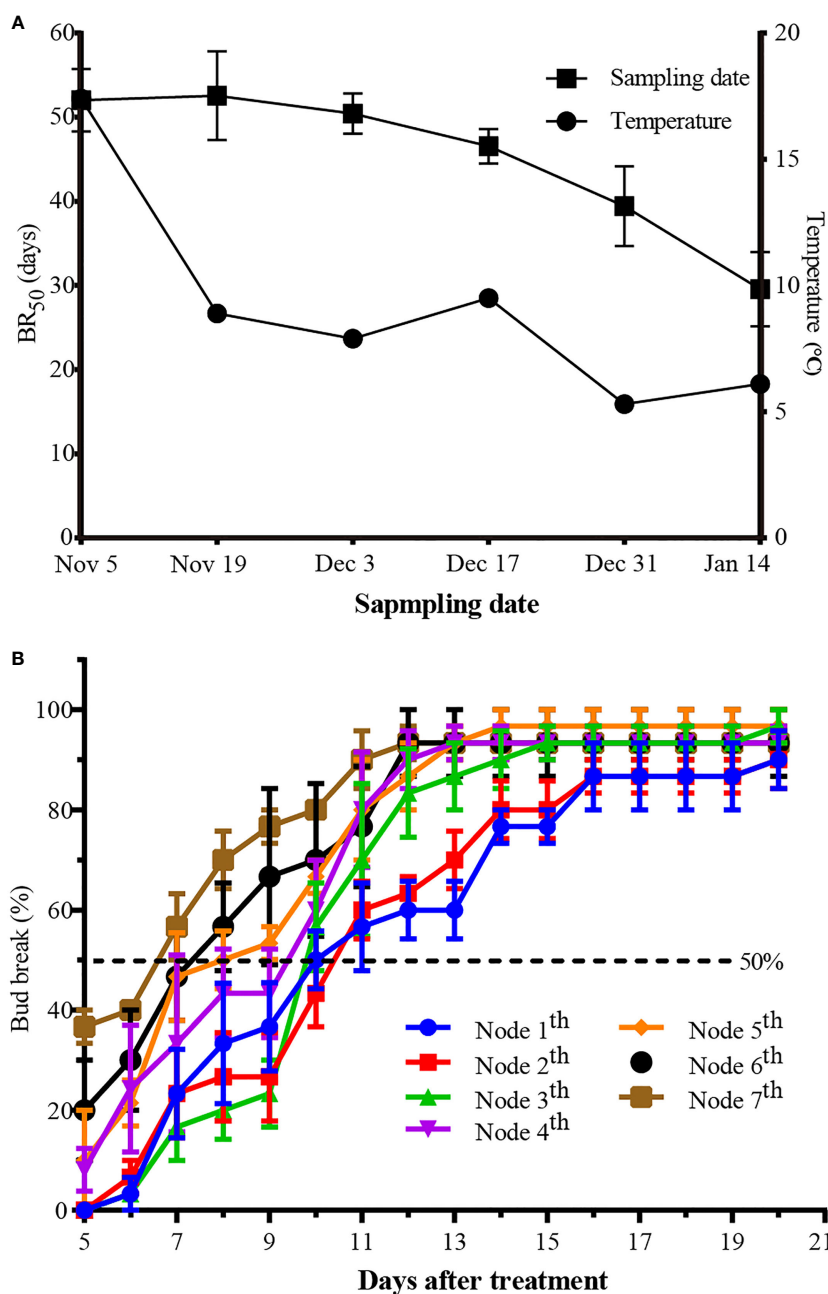 A
60
50
40
30
20
10
0
BR50 (days)
20
15
10
5
0
Temperature (°C)
Sampling date
Temperature
Nov 5 Nov 19 Dec 3 Dec 17 Dec 31 Jan 14
Sapmpling date
B
100
80
60
40
20
0
Bud break (%)
50%
Node 1th
Node 2th
Node 3th
Node 4th
Node 5th
Node 6th
Node 7th
5 7 9 11 13 15 17 19 21
Days after treatment